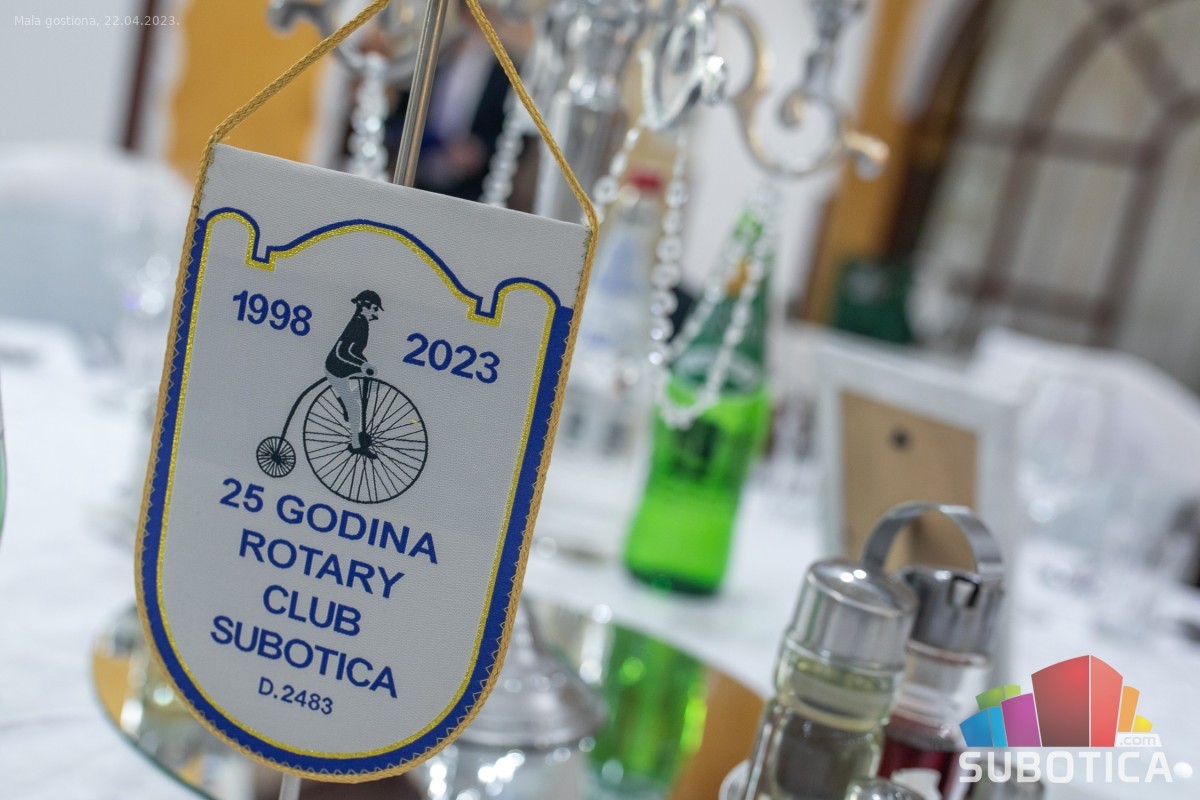 Mala gostiona, 22.04.2023.
1998
2023
25 GODINA
ROTARY
CLUB
SUBOTICA
D.2483
.com
SUBOTICA